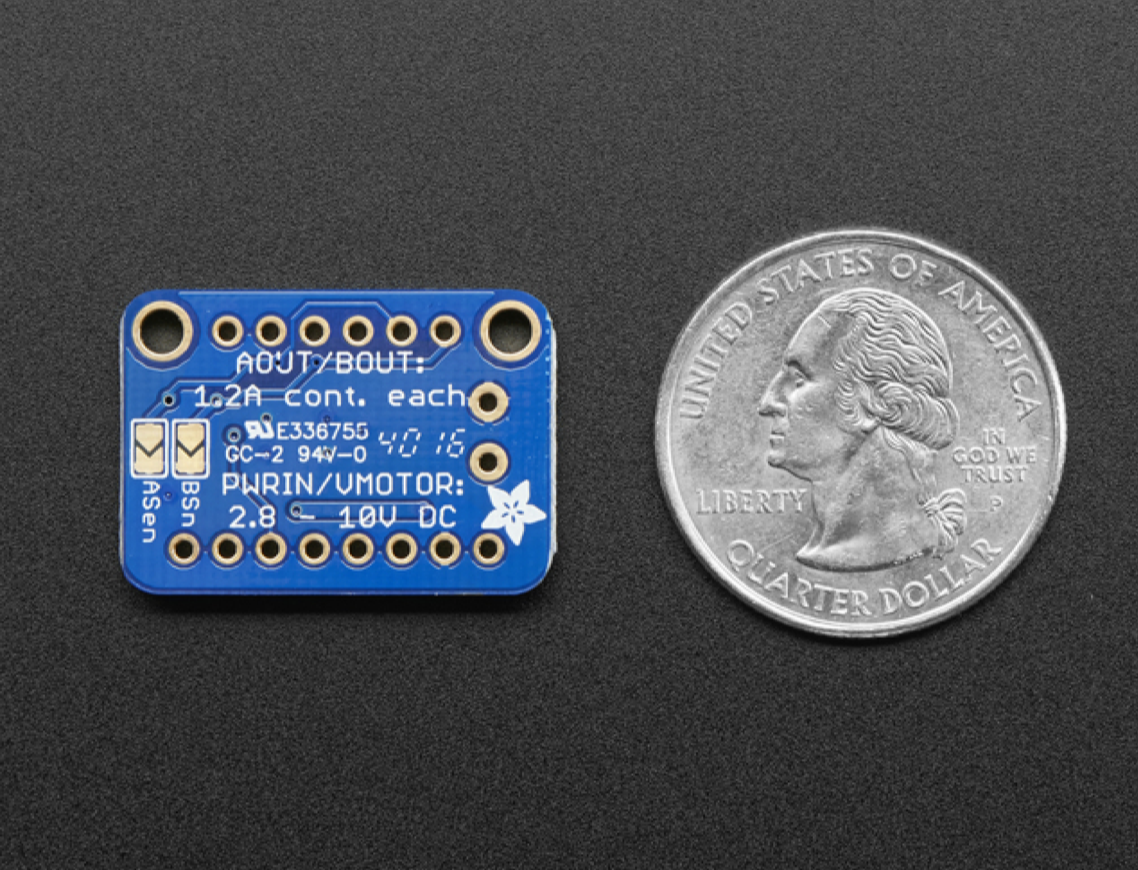 AOUT/BOUT:
1.2A cont. each
E336755
GC-2 94V-0
4016
PWRIN/VMOTOR:
2.8 - 10V DC
ASen
BSn
UNITED STATES OF AMERICA
IN
GOD WE
TRUST
P
LIBERTY
QUARTER DOLLAR